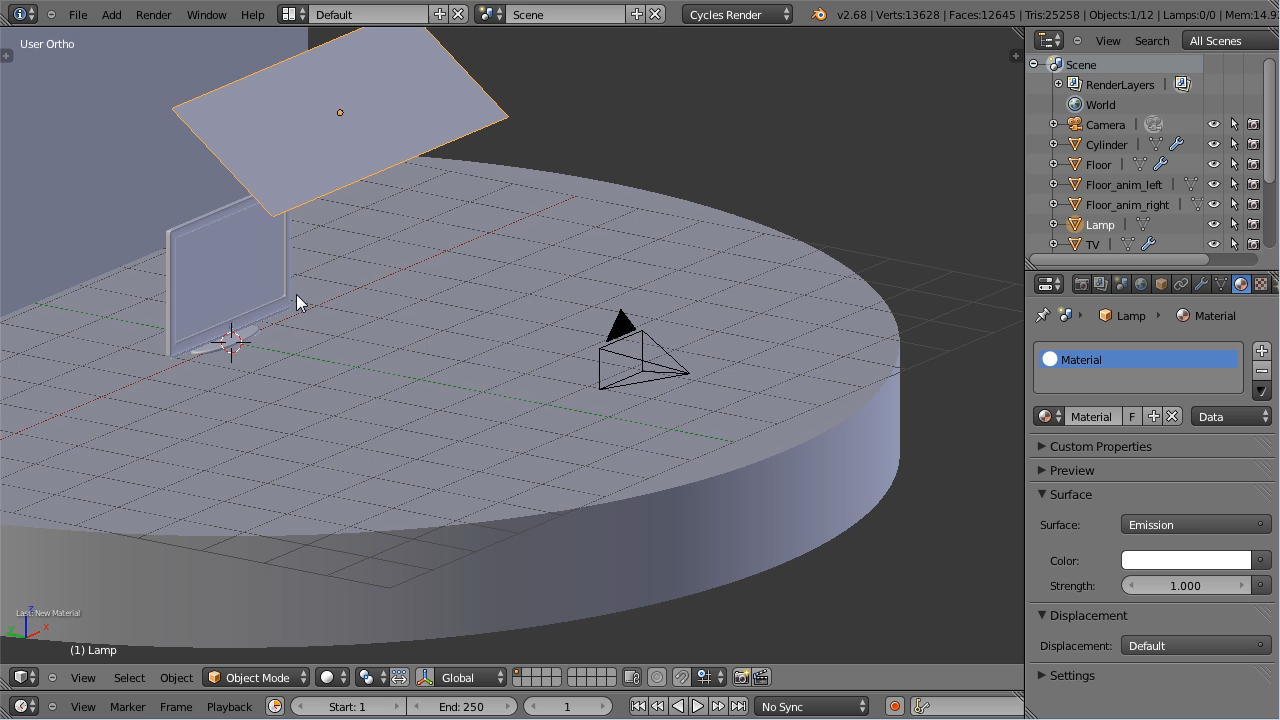 File Add Render Window Help Default Scene Cycles Render v2.68 | Verts:13628 | Faces:12645 | Tris:25258 | Objects:1/12 | Lamps:0/0 | Mem:14.9
User Ortho
View Search All Scenes
Scene
RenderLayers
World
Camera
Cylinder
Floor
Floor_anim_left
Floor_anim_right
Lamp
TV
Lamp Material
Material
Material F Data
Custom Properties
Preview
Surface
Surface: Emission
Color:
Strength: 1.000
Displacement
Displacement: Default
Settings
Last: New Material
Z
Y X
(1) Lamp
View Select Object Object Mode Global
View Marker Frame Playback Start: 1 End: 250 1 No Sync